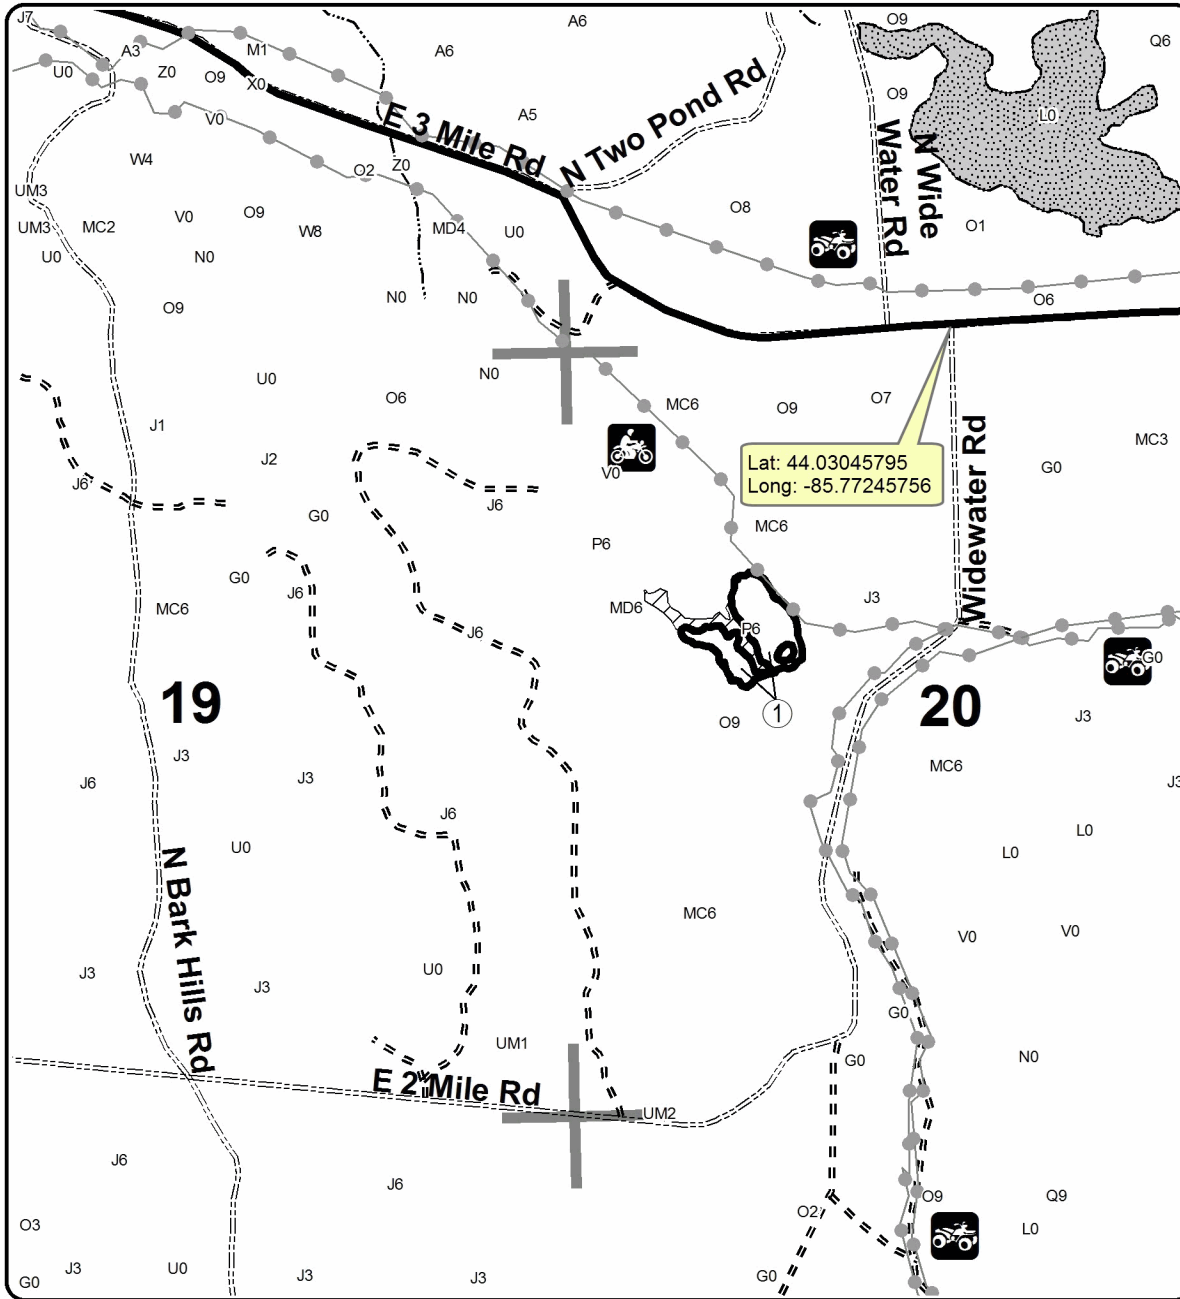 J7
A3
M1
A6
A6
O9
Q6
U0
Z0
O9
X0
V0
A5
O9
L0
E 3 Mile Rd
N Two Pond Rd
N Wide
Water Rd
W4
O2
Z0
UM3
UM3
MC2
V0
O9
W8
MD4
U0
O8
O1
U0
N0
N0
N0
O6
O9
U0
O6
N0
MC6
O9
O7
MC3
J1
J2
V0
G0
Lat: 44.03045795
Long: -85.77245756
Widewater Rd
J6
J6
G0
MC6
P6
G0
J6
MC6
MD6
J3
J6
P6
G0
19
20
1
O9
J3
J3
J6
J3
MC6
J3
J6
U0
L0
L0
N Bark Hills Rd
MC6
V0
V0
J3
J3
U0
G0
UM1
G0
N0
E 2 Mile Rd
UM2
J6
J6
O3
O2
O9
Q9
L0
G0
J3
U0
J3
J3
G0